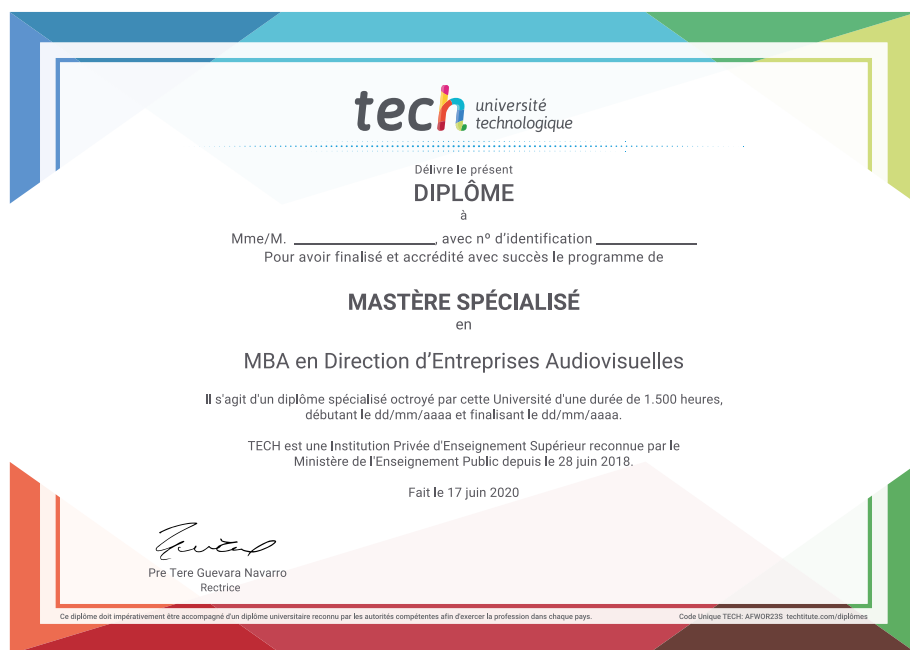 tech université
technologique
Délivre le présent
DIPLÔME
à
Mme/M. ______________, avec nº d'identification __________
Pour avoir finalisé et accrédité avec succès le programme de
MASTÈRE SPÉCIALISÉ
en
MBA en Direction d'Entreprises Audiovisuelles
Il s'agit d'un diplôme spécialisé octroyé par cette Université d'une durée de 1.500 heures,
débutant le dd/mm/aaaa et finalisant le dd/mm/aaaa.
TECH est une Institution Privée d'Enseignement Supérieur reconnue par le
Ministère de l'Enseignement Public depuis le 28 juin 2018.
Fait le 17 juin 2020
Pre Tere Guevara Navarro
Rectrice
Ce diplôme doit impérativement être accompagné d'un diplôme universitaire reconnu par les autorités compétentes afin d'exercer la profession dans chaque pays.
Code Unique TECH: AFWOR23S techtitute.com/diplômes